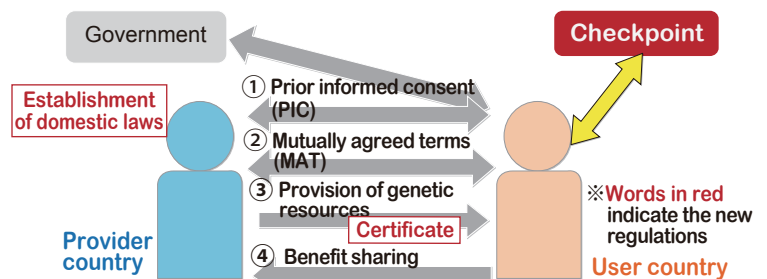 Government
Checkpoint
① Prior informed consent
(PIC)
Establishment
of domestic laws
② Mutually agreed terms
(MAT)
③ Provision of genetic
resources
Certificate
※Words in red
indicate the new
regulations
Provider
country
④ Benefit sharing
User country